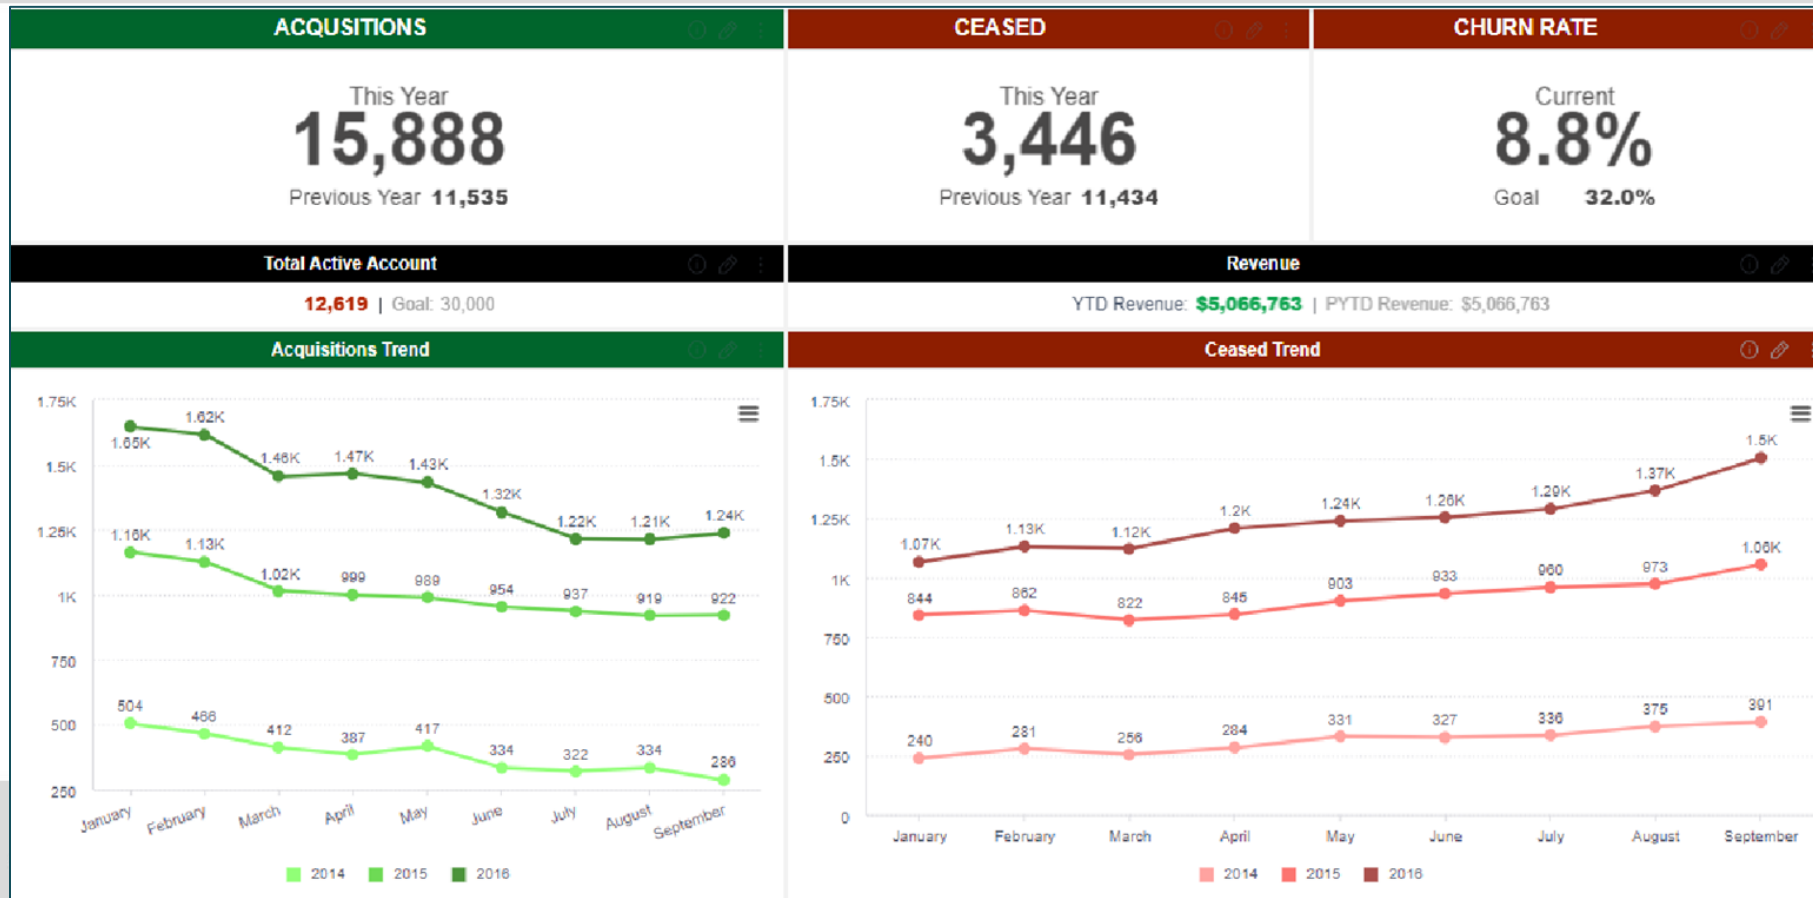 ACQUSITIONS
This Year
15,888
Previous Year 11,535
CEASED
This Year
3,446
Previous Year 11,434
CHURN RATE
Current
8.8%
Goal 32.0%
Total Active Account
12,619 | Goal: 30,000
Revenue
YTD Revenue: $5,066,763 | PYTD Revenue: $5,066,763
Acquisitions Trend
1.75K
1.5K
1.25K
1K
750
500
250
1.65K 1.62K 1.46K 1.47K 1.43K 1.32K 1.22K 1.21K 1.24K
1.16K 1.13K 1.02K 999 989 954 937 919 922
504 466 412 387 417 334 322 334 286
January February March April May June July August September
2014 2015 2016
Ceased Trend
1.75K
1.5K
1.25K
1K
750
500
250
0
1.07K 1.13K 1.12K 1.2K 1.24K 1.26K 1.29K 1.37K 1.5K
844 862 822 846 903 933 960 973 1.06K
240 281 256 284 331 327 336 375 391
January February March April May June July August September
2014 2015 2016